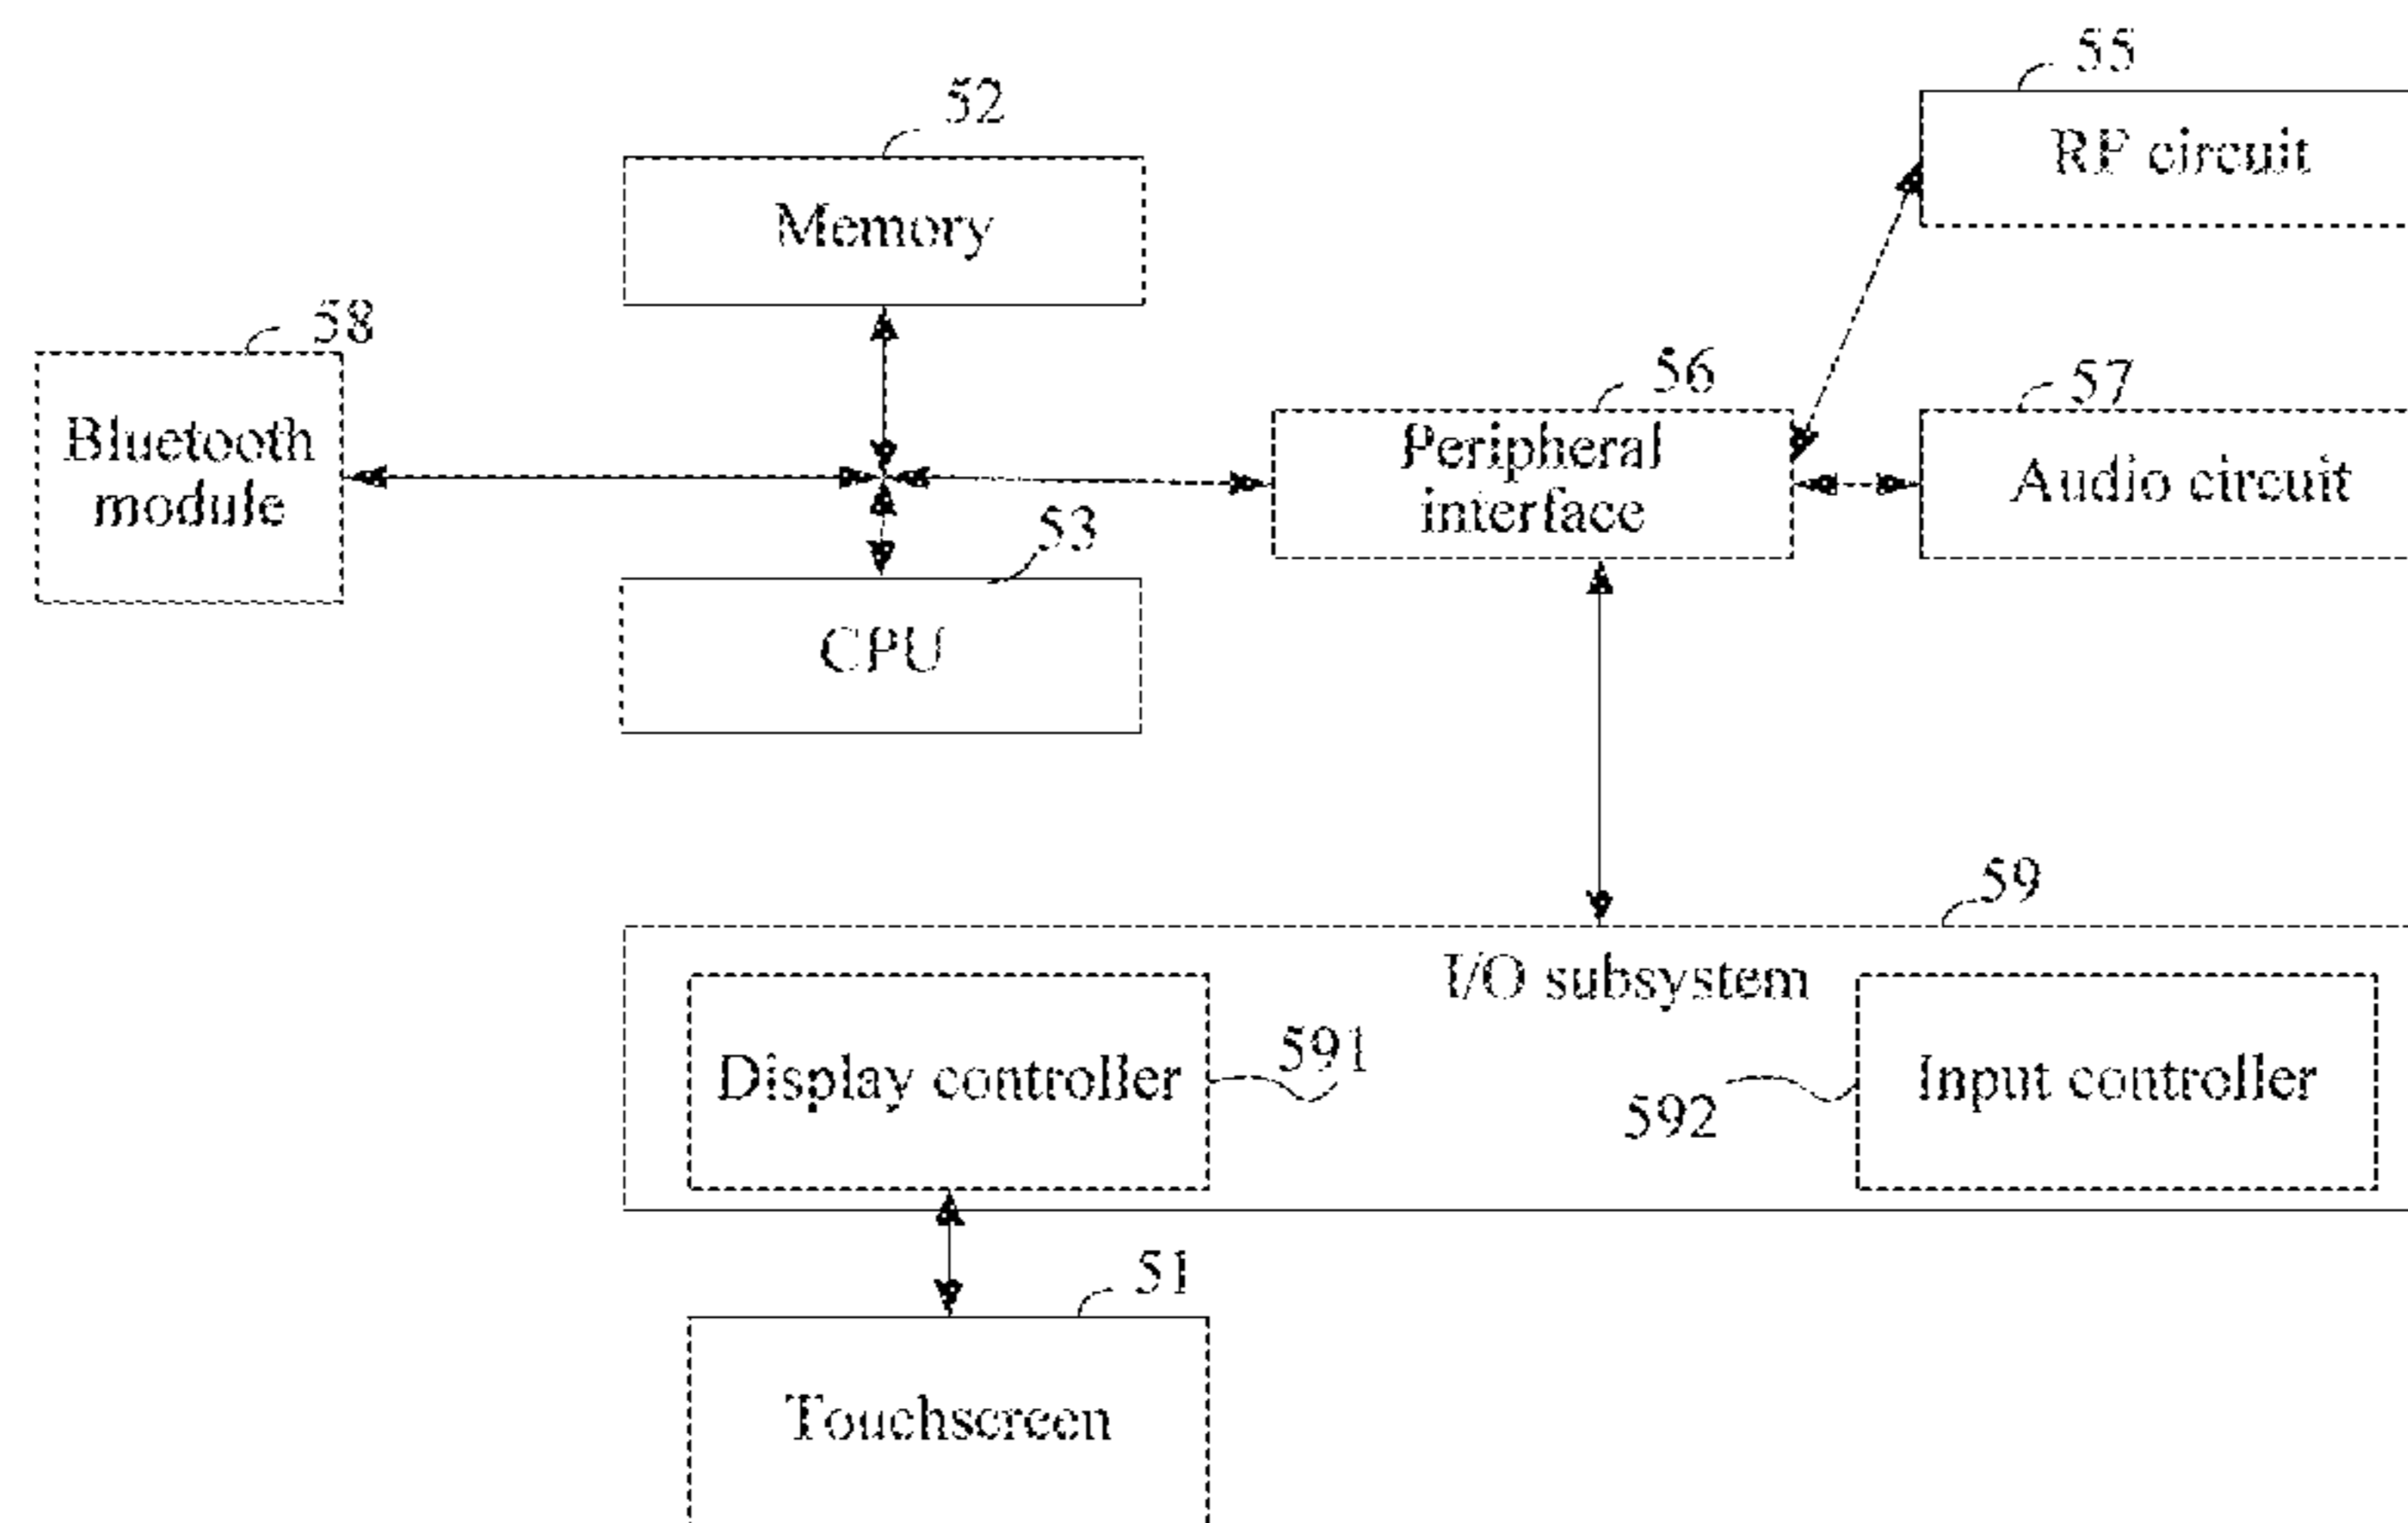 55
RF circuit
52
Memory
58
Bluetooth
module
56
Peripheral
interface
57
Audio circuit
53
CPU
59
I/O subsystem
591
Display controller
592
Input controller
51
Touchscreen